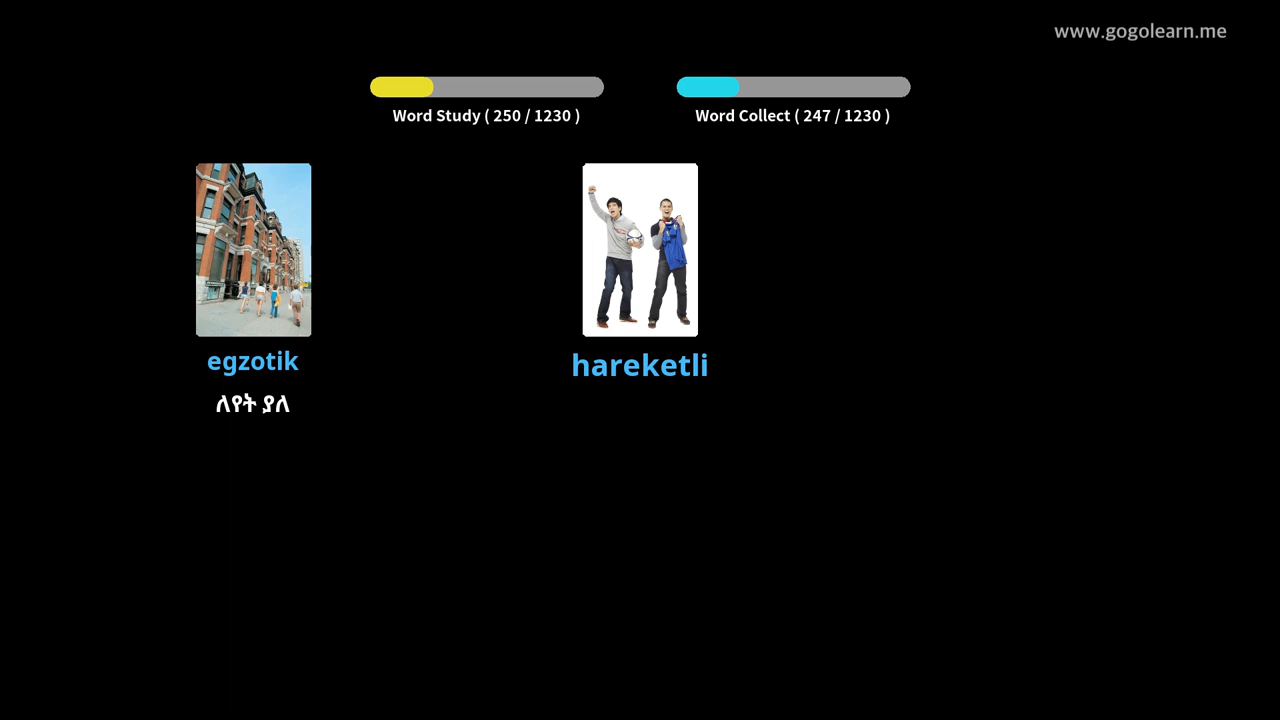 www.gogolearn.me
Word Study ( 250 / 1230 )
Word Collect ( 247 / 1230 )
egzotik
ለየት ያለ
hareketli